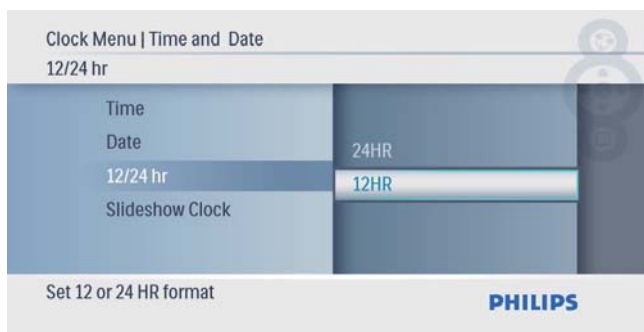 Clock Menu | Time and Date
12/24 hr
Time
Date
24HR
12/24 hr
12HR
Slideshow Clock
Set 12 or 24 HR format
PHILIPS